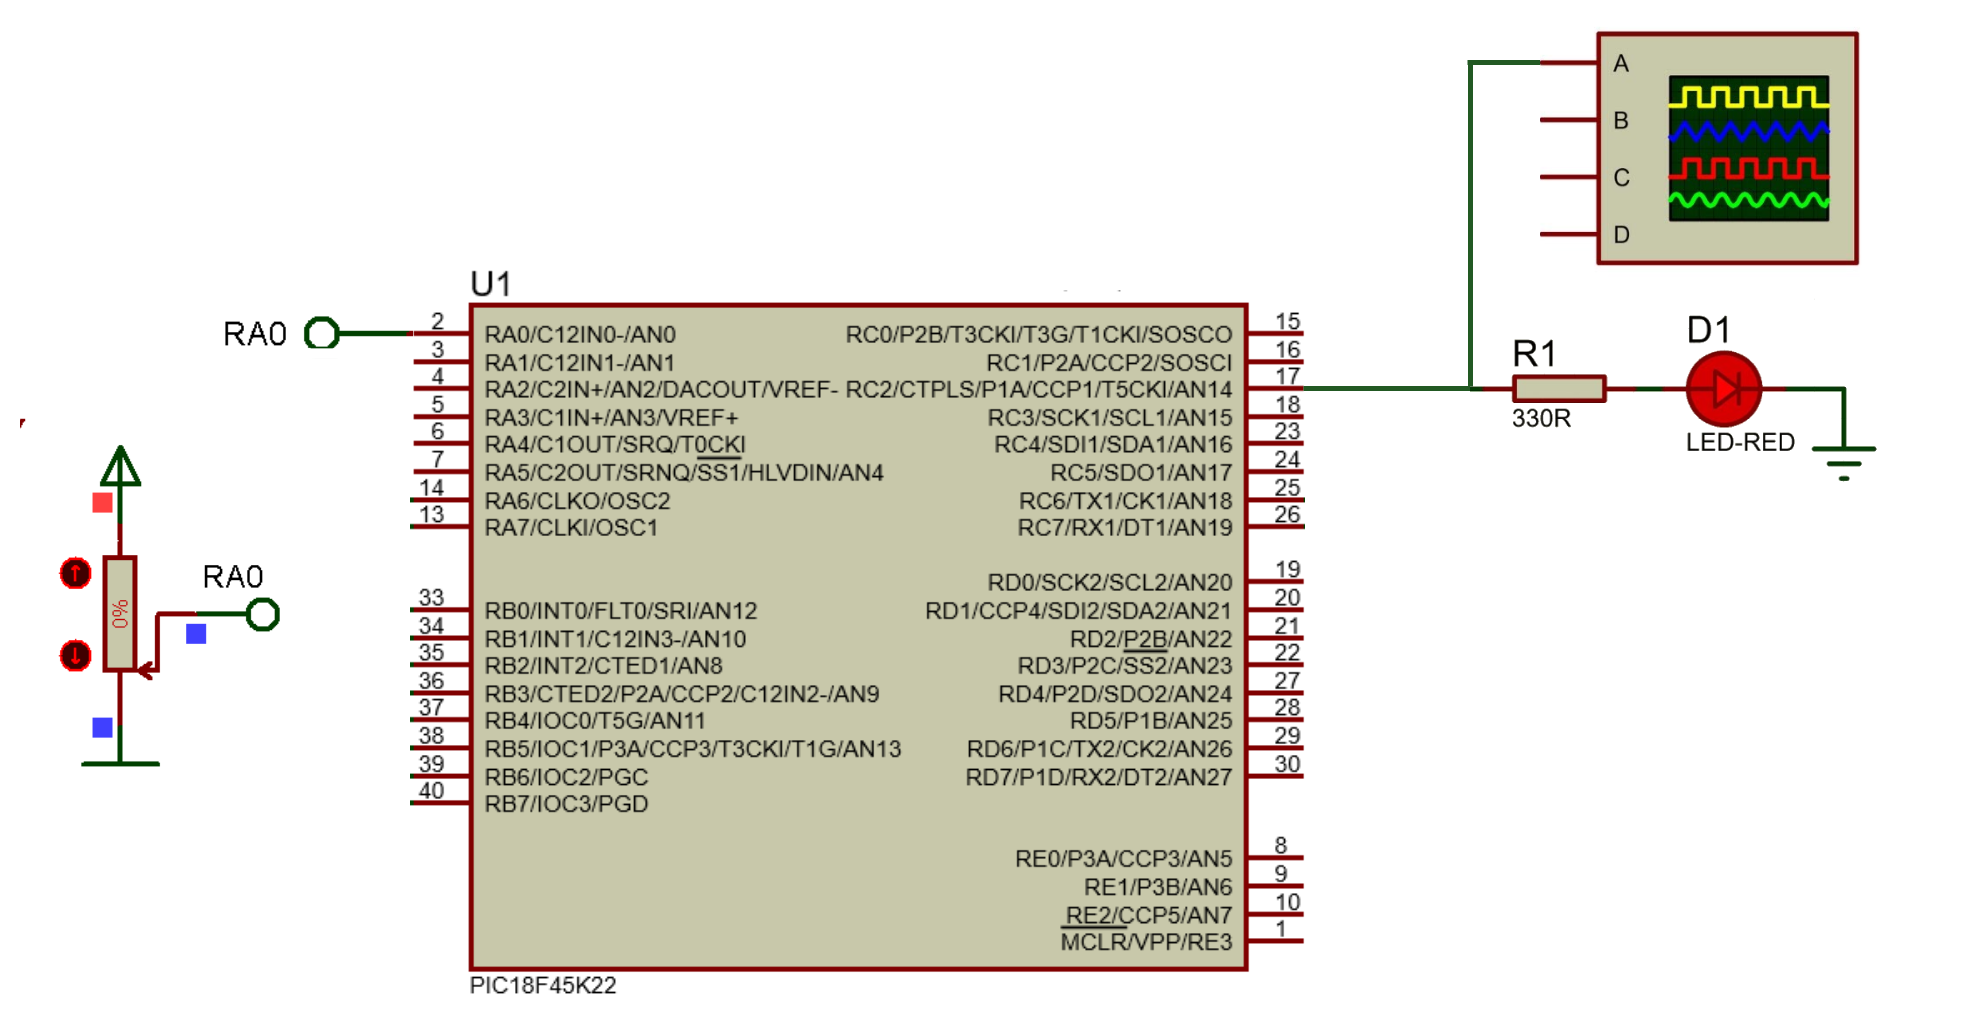 A
B
C
D
U1
RA0
2 RA0/C12IN0-/AN0 RC0/P2B/T3CKI/T3G/T1CKI/SOSCO 15
3 RA1/C12IN1-/AN1 RC1/P2A/CCP2/SOSCI 16
4 RA2/C2IN+/AN2/DACOUT/VREF- RC2/CTPLS/P1A/CCP1/T5CKI/AN14 17
5 RA3/C1IN+/AN3/VREF+ RC3/SCK1/SCL1/AN15 18
6 RA4/C1OUT/SRQ/T0CKI RC4/SDI1/SDA1/AN16 23
7 RA5/C2OUT/SRNQ/SS1/HLVDIN/AN4 RC5/SDO1/AN17 24
14 RA6/CLKO/OSC2 RC6/TX1/CK1/AN18 25
13 RA7/CLKI/OSC1 RC7/RX1/DT1/AN19 26
RD0/SCK2/SCL2/AN20 19
33 RB0/INT0/FLT0/SRI/AN12 RD1/CCP4/SDI2/SDA2/AN21 20
34 RB1/INT1/C12IN3-/AN10 RD2/P2B/AN22 21
35 RB2/INT2/CTED1/AN8 RD3/P2C/SS2/AN23 22
36 RB3/CTED2/P2A/CCP2/C12IN2-/AN9 RD4/P2D/SDO2/AN24 27
37 RB4/IOC0/T5G/AN11 RD5/P1B/AN25 28
38 RB5/IOC1/P3A/CCP3/T3CKI/T1G/AN13 RD6/P1C/TX2/CK2/AN26 29
39 RB6/IOC2/PGC RD7/P1D/RX2/DT2/AN27 30
40 RB7/IOC3/PGD
RE0/P3A/CCP3/AN5 8
RE1/P3B/AN6 9
RE2/CCP5/AN7 10
MCLR/VPP/RE3 1
PIC18F45K22
R1
330R
D1
LED-RED
RA0
0%